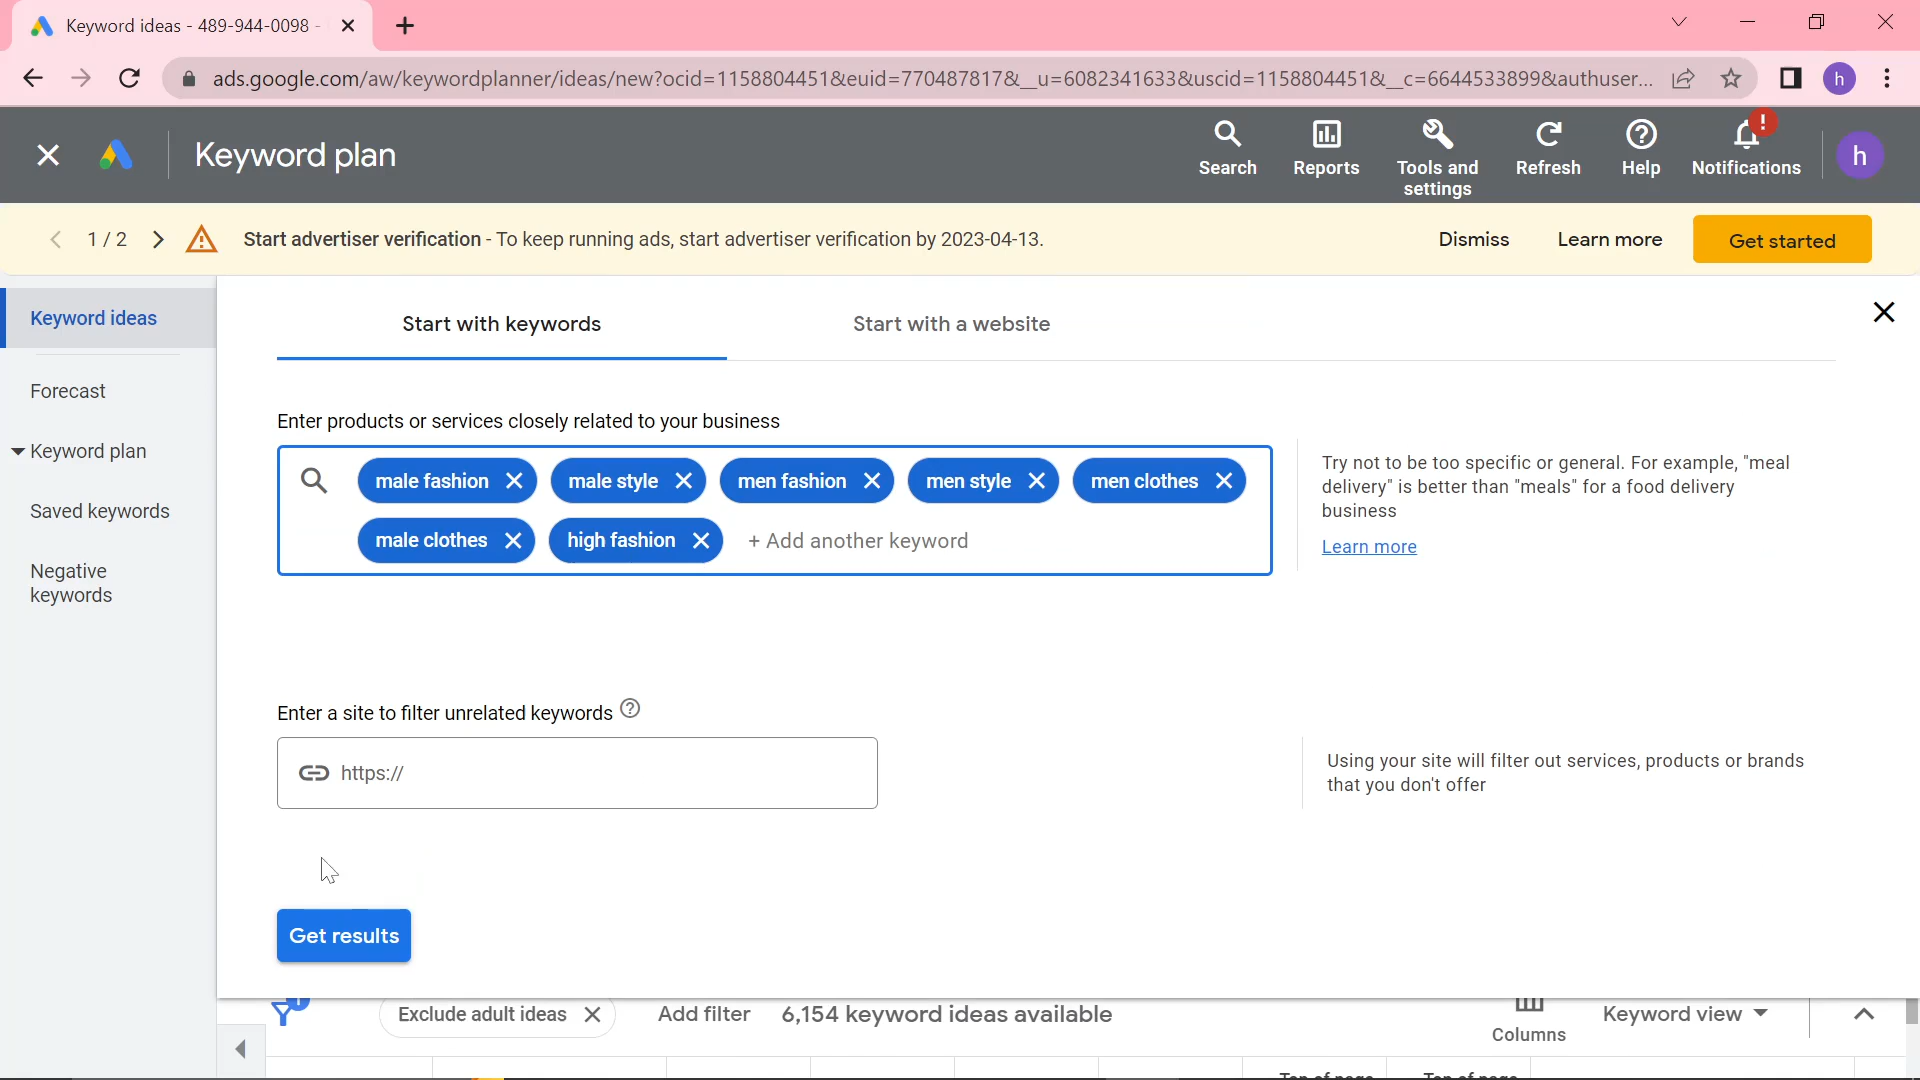 Keyword ideas - 489-944-0098 -
ads.google.com/aw/keywordplanner/ideas/new?ocid=1158804451&euid=770487817&__u=6082341633&uscid=1158804451&__c=6644533899&authuser...
h
Keyword plan
Search
Reports
Tools and
settings
Refresh
Help
!
Notifications
h
1 / 2
Start advertiser verification - To keep running ads, start advertiser verification by 2023-04-13.
Dismiss
Learn more
Get started
Keyword ideas
Forecast
Keyword plan
Saved keywords
Negative
keywords
Start with keywords
Start with a website
Enter products or services closely related to your business
male fashion
male style
men fashion
men style
men clothes
male clothes
high fashion
+ Add another keyword
Try not to be too specific or general. For example, "meal
delivery" is better than "meals" for a food delivery
business
Learn more
Enter a site to filter unrelated keywords
https://
Using your site will filter out services, products or brands
that you don't offer
Get results
Exclude adult ideas
Add filter
6,154 keyword ideas available
Columns
Keyword view
Top of page
Top of page